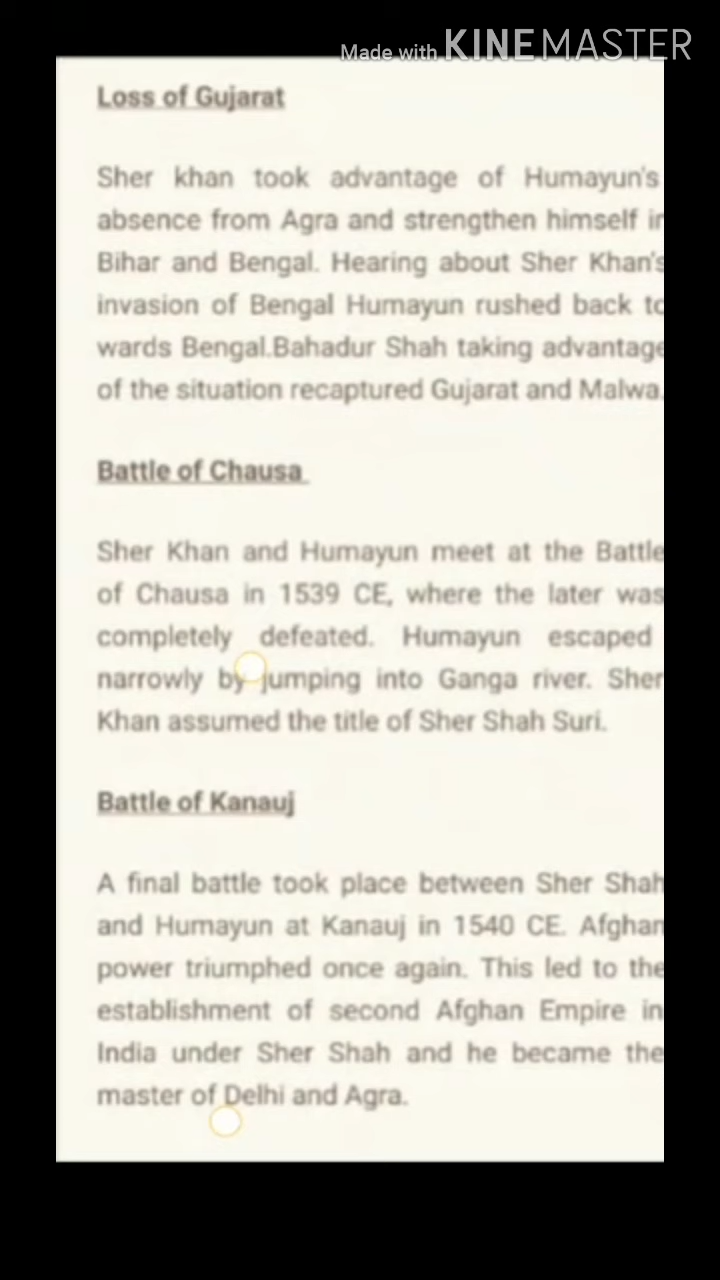 Made with KINEMASTER
Loss of Gujarat
Sher khan took advantage of Humayun's
absence from Agra and strengthen himself in
Bihar and Bengal. Hearing about Sher Khan's
invasion of Bengal Humayun rushed back to
wards Bengal.Bahadur Shah taking advantage
of the situation recaptured Gujarat and Malwa.
Battle of Chausa
Sher Khan and Humayun meet at the Battle
of Chausa in 1539 CE, where the later was
completely defeated. Humayun escaped
narrowly by jumping into Ganga river. Sher
Khan assumed the title of Sher Shah Suri.
Battle of Kanauj
A final battle took place between Sher Shah
and Humayun at Kanauj in 1540 CE. Afghan
power triumphed once again. This led to the
establishment of second Afghan Empire in
India under Sher Shah and he became the
master of Delhi and Agra.